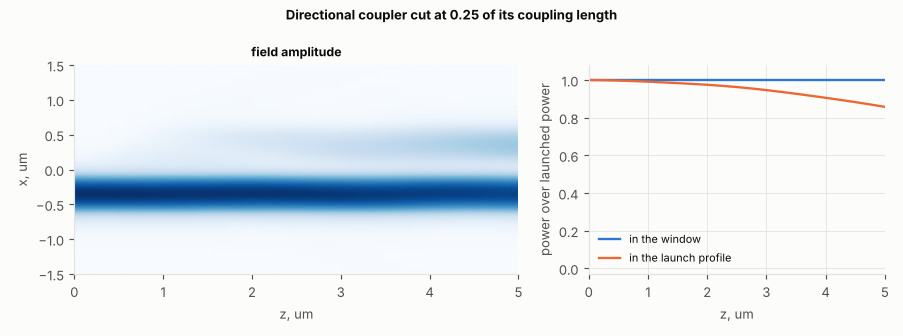 Directional coupler cut at 0.25 of its coupling length
field amplitude
1.5
1.0
0.5
0.0
−0.5
−1.0
−1.5
x, um
0 1 2 3 4 5
z, um
1.0
0.8
0.6
0.4
0.2
0.0
power over launched power
in the window
in the launch profile
0 1 2 3 4 5
z, um